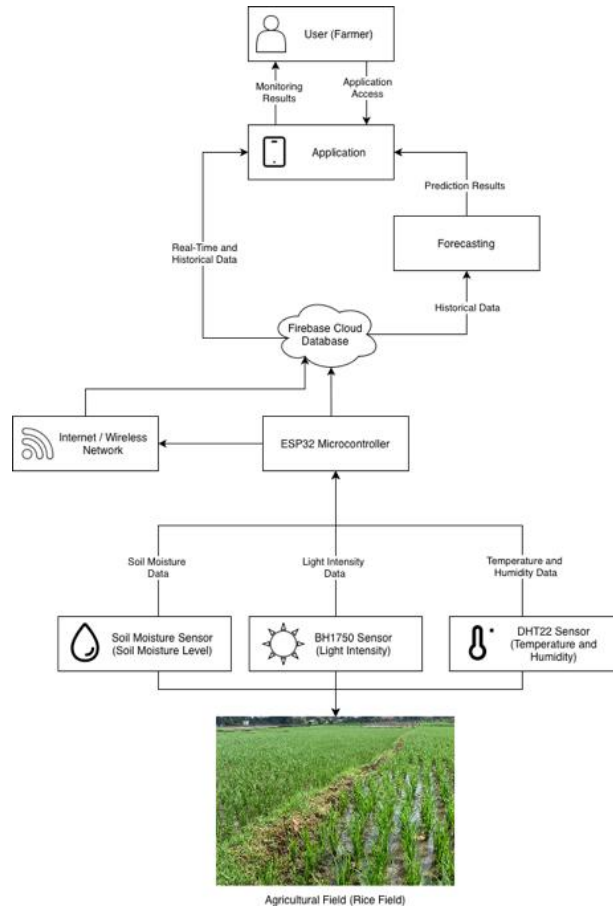 User (Farmer)
Monitoring
Results
Application
Access
Application
Prediction Results
Real-Time and
Historical Data
Forecasting
Historical Data
Firebase Cloud
Database
Internet / Wireless
Network
ESP32 Microcontroller
Soil Moisture
Data
Light Intensity
Data
Temperature and
Humidity Data
Soil Moisture Sensor
(Soil Moisture Level)
BH1750 Sensor
(Light Intensity)
DHT22 Sensor
(Temperature and
Humidity)
Agricultural Field (Rice Field)